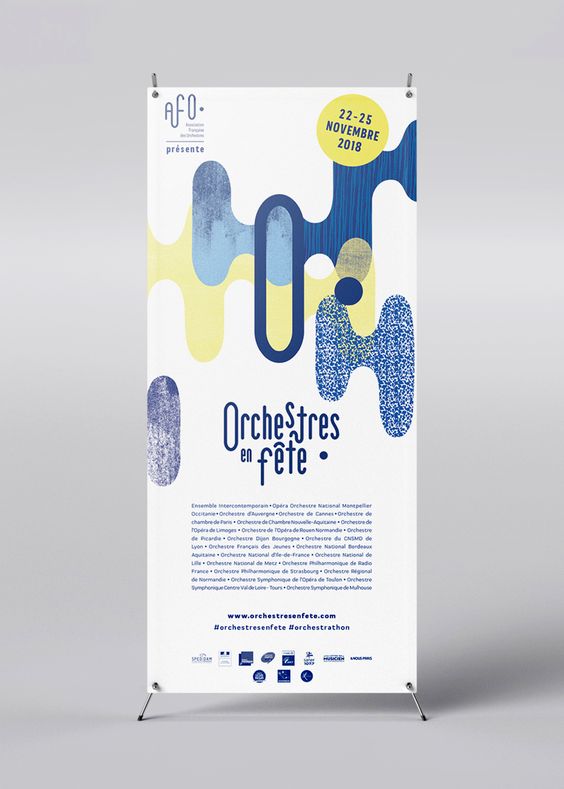 AFO
Association
Française
des Orchestres
présente
22-25
NOVEMBRE
2018
Orchestres
en fête
Ensemble Intercontemporain • Opéra Orchestre National Montpellier
Occitanie • Orchestre d'Auvergne • Orchestre de Cannes • Orchestre de
chambre de Paris • Orchestre de Chambre Nouvelle-Aquitaine • Orchestre de
l'Opéra de Limoges • Orchestre de l'Opéra de Rouen Normandie • Orchestre
de Picardie • Orchestre Dijon Bourgogne • Orchestre du CNSMD de
Lyon • Orchestre Français des Jeunes • Orchestre National Bordeaux
Aquitaine • Orchestre National d'Île-de-France • Orchestre National de
Lille • Orchestre National de Metz • Orchestre Philharmonique de Radio
France • Orchestre Philharmonique de Strasbourg • Orchestre Régional
de Normandie • Orchestre Symphonique de l'Opéra de Toulon • Orchestre
Symphonique Centre Val de Loire - Tours • Orchestre Symphonique de Mulhouse
www.orchestresenfete.com
#orchestresenfete #orchestrathon
SPEDIDAM
MUSICIEN
À NOUS PARIS